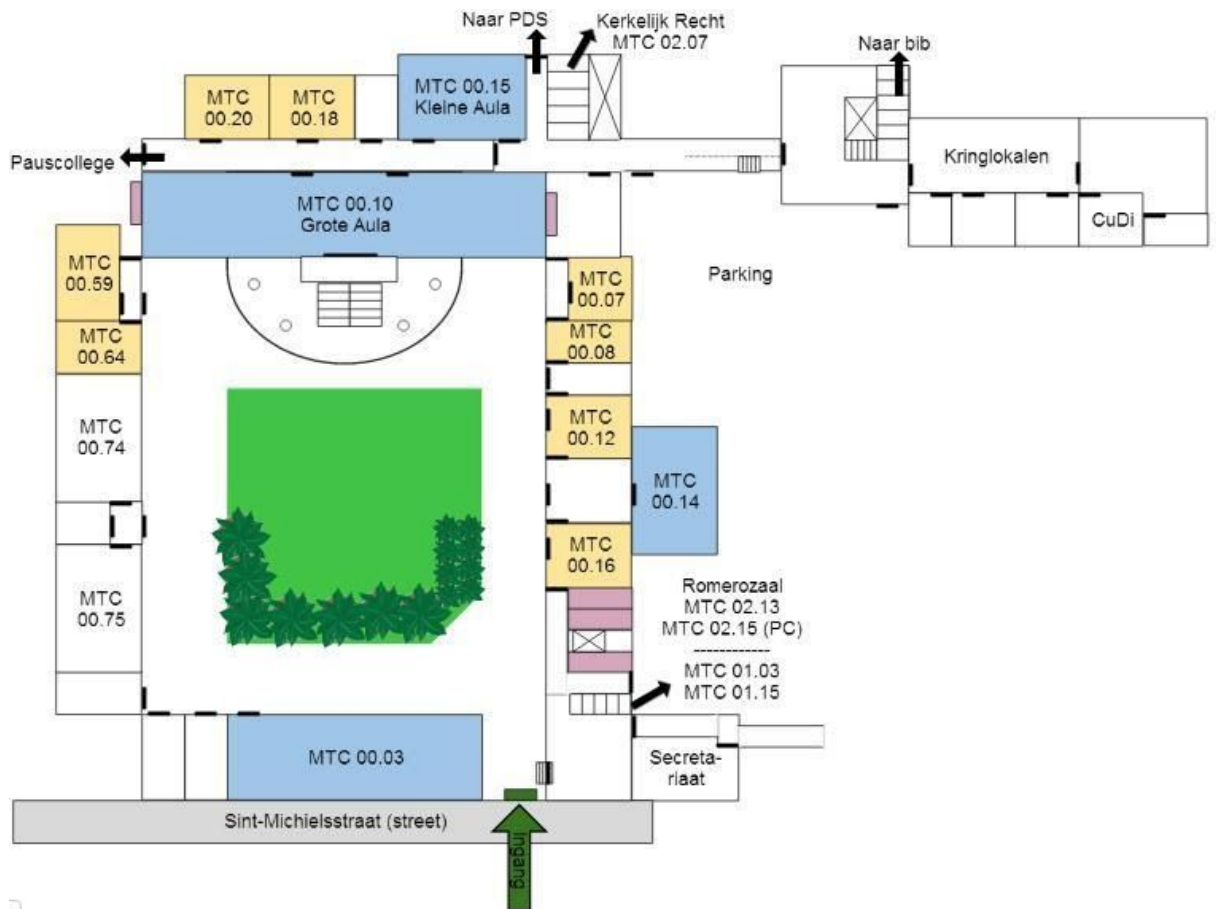 Naar PDS
Kerkelijk Recht
MTC 02.07
Naar bib
MTC
00.20
MTC
00.18
MTC 00.15
Kleine Aula
Pauscollege
Kringlokalen
CuDi
MTC 00.10
Grote Aula
MTC
00.59
MTC
00.64
MTC
00.74
MTC
00.75
MTC
00.07
MTC
00.08
MTC
00.12
MTC
00.14
MTC
00.16
Parking
Romerozaal
MTC 02.13
MTC 02.15 (PC)
------------
MTC 01.03
MTC 01.15
MTC 00.03
Secreta-
riaat
Sint-Michielsstraat (street)
Ingang